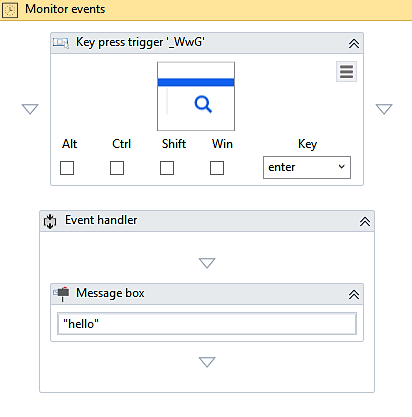 Monitor events
Key press trigger '_WwG'
Alt Ctrl Shift Win Key
enter
Event handler
Message box
"hello"